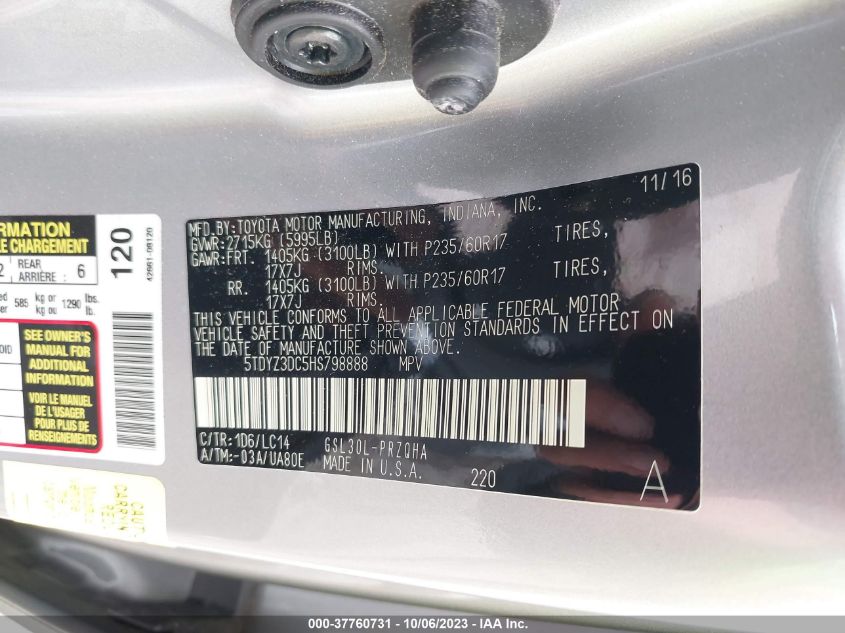 11/16
MFD.BY:TOYOTA MOTOR MANUFACTURING, INDIANA, INC.
GVWR:2715KG (5995LB)
GAWR:FRT. 1405KG (3100LB) WITH P235/60R17 TIRES,
17X7J RIMS.
RR. 1405KG (3100LB) WITH P235/60R17 TIRES,
17X7J RIMS.
THIS VEHICLE CONFORMS TO ALL APPLICABLE FEDERAL MOTOR
VEHICLE SAFETY AND THEFT PREVENTION STANDARDS IN EFFECT ON
THE DATE OF MANUFACTURE SHOWN ABOVE.
5TDYZ3DC5HS798888 MPV
C/TR:1D6/LC14 GSL30L-PRZQHA
A/TM:-03A/UA80E MADE IN U.S.A.
220
A
LE CHARGEMENT
2 REAR
ARRIÈRE : 6
585 kg or
kg ou 1290 lbs.
lb.
SEE OWNER'S
MANUAL FOR
ADDITIONAL
INFORMATION
VOIR LE MANUEL
DE L'USAGER
POUR PLUS DE
RENSEIGNEMENTS
120
42661-08120
000-37760731 - 10/06/2023 - IAA Inc.